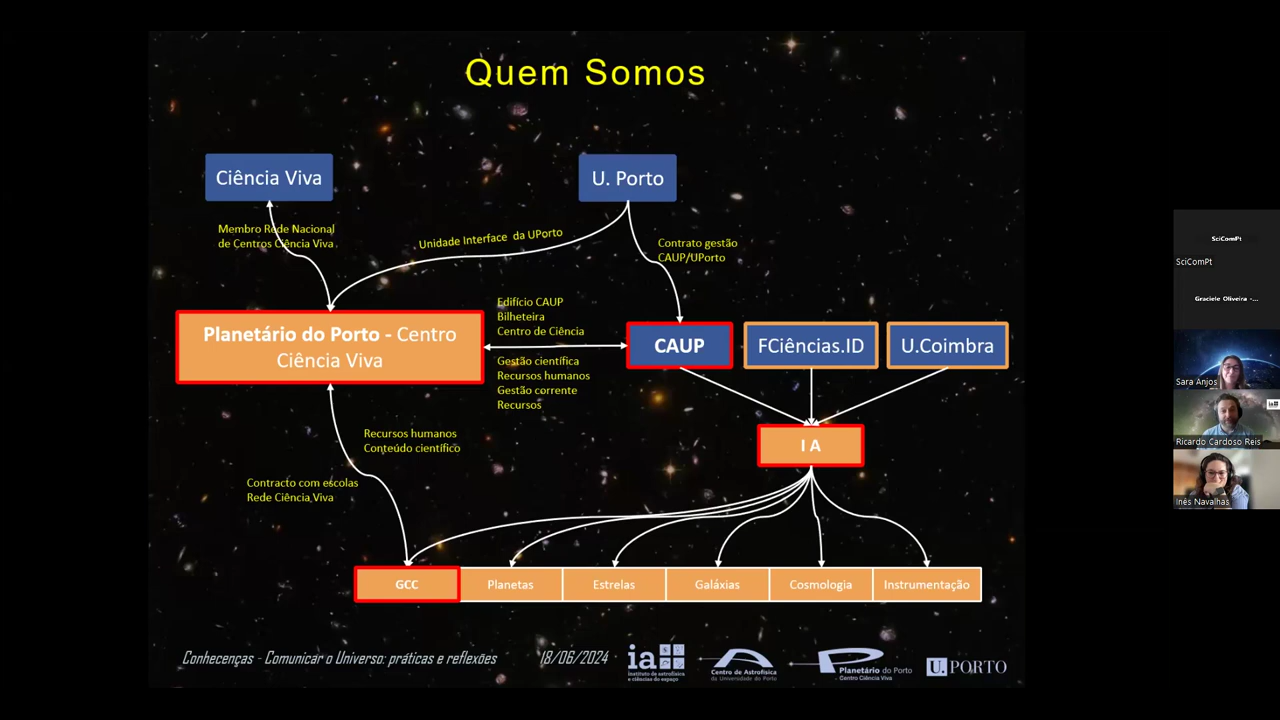 Quem Somos
Ciência Viva
U. Porto
Membro Rede Nacional
de Centros Ciência Viva
Unidade Interface da UPorto
Contrato gestão
CAUP/UPorto
Edifício CAUP
Bilheteira
Centro de Ciência
Planetário do Porto - Centro
Ciência Viva
CAUP
FCiências.ID
U.Coimbra
Gestão científica
Recursos humanos
Gestão corrente
Recursos
I A
Recursos humanos
Conteúdo científico
Contracto com escolas
Rede Ciência Viva
GCC
Planetas
Estrelas
Galáxias
Cosmologia
Instrumentação
Conhecenças - Comunicar o Universo: práticas e reflexões
18/06/2024
ia
instituto de astrofísica
e ciências do espaço
Centro de Astrofísica
da Universidade do Porto
Planetário do Porto
- Centro Ciência Viva
U. PORTO
SciComPt
SciComPt
Graciele Oliveira -...
Sara Anjos
ia
Ricardo Cardoso Reis
Inês Navalhas